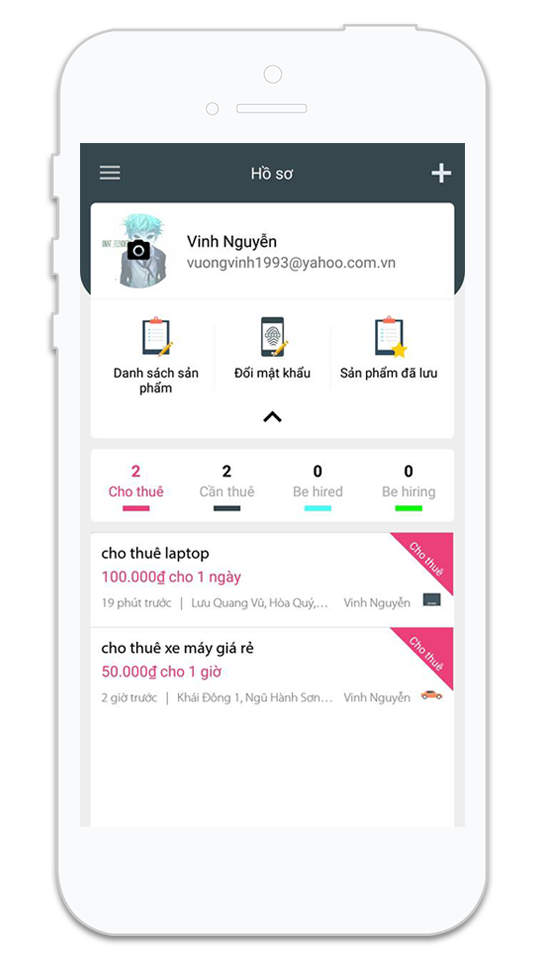 Hồ sơ
Vinh Nguyễn
vuongvinh1993@yahoo.com.vn
Danh sách sản
phẩm
Đổi mật khẩu
Sản phẩm đã lưu
2
Cho thuê
2
Cần thuê
0
Be hired
0
Be hiring
cho thuê laptop
Cho thuê
100.000₫ cho 1 ngày
19 phút trước | Lưu Quang Vũ, Hòa Quý,... Vinh Nguyễn
cho thuê xe máy giá rẻ
Cho thuê
50.000₫ cho 1 giờ
2 giờ trước | Khái Đông 1, Ngũ Hành Sơn... Vinh Nguyễn